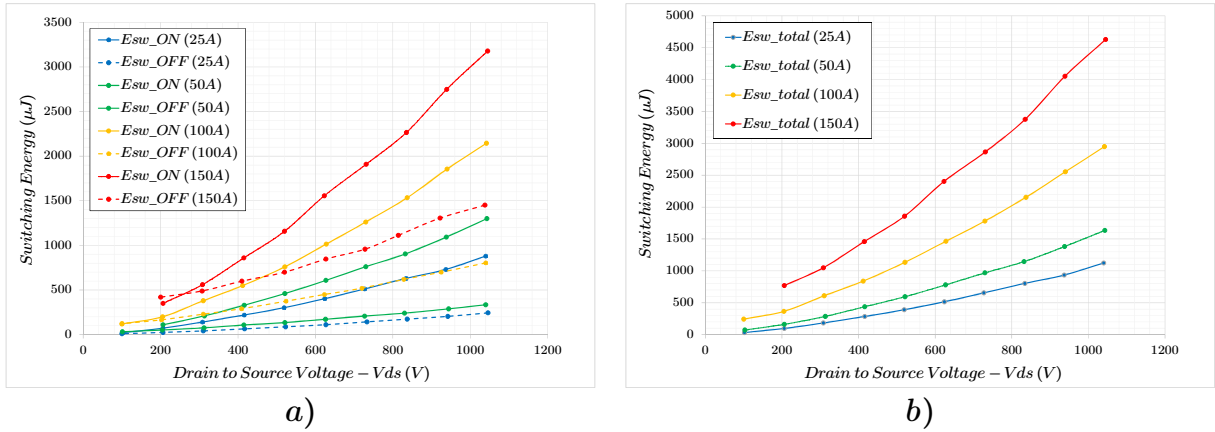 3500
3000
2500
2000
1500
1000
500
0
Switching Energy (μJ)
Esw_ON (25A)
Esw_OFF (25A)
Esw_ON (50A)
Esw_OFF (50A)
Esw_ON (100A)
Esw_OFF (100A)
Esw_ON (150A)
Esw_OFF (150A)
0 200 400 600 800 1000 1200
Drain to Source Voltage – Vds (V)
a)
5000
4500
4000
3500
3000
2500
2000
1500
1000
500
0
Switching Energy (μJ)
Esw_total (25A)
Esw_total (50A)
Esw_total (100A)
Esw_total (150A)
0 200 400 600 800 1000 1200
Drain to Source Voltage – Vds (V)
b)